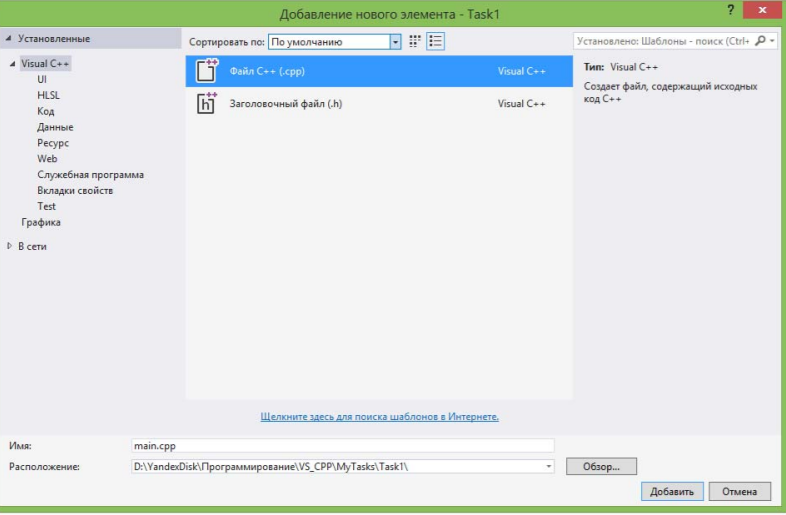 Добавление нового элемента - Task1
? ×
Установленные
Сортировать по: По умолчанию
Установлено: Шаблоны - поиск (Ctrl+
Visual C++
UI
HLSL
Код
Данные
Ресурс
Web
Служебная программа
Вкладки свойств
Test
Графика
В сети
++
Файл C++ (.cpp) Visual C++
++
h
Заголовочный файл (.h) Visual C++
Тип: Visual C++
Создает файл, содержащий исходных
код C++
Щелкните здесь для поиска шаблонов в Интернете.
Имя: main.cpp
Расположение: D:\YandexDisk\Программирование\VS_CPP\MyTasks\Task1\ Обзор...
Добавить Отмена